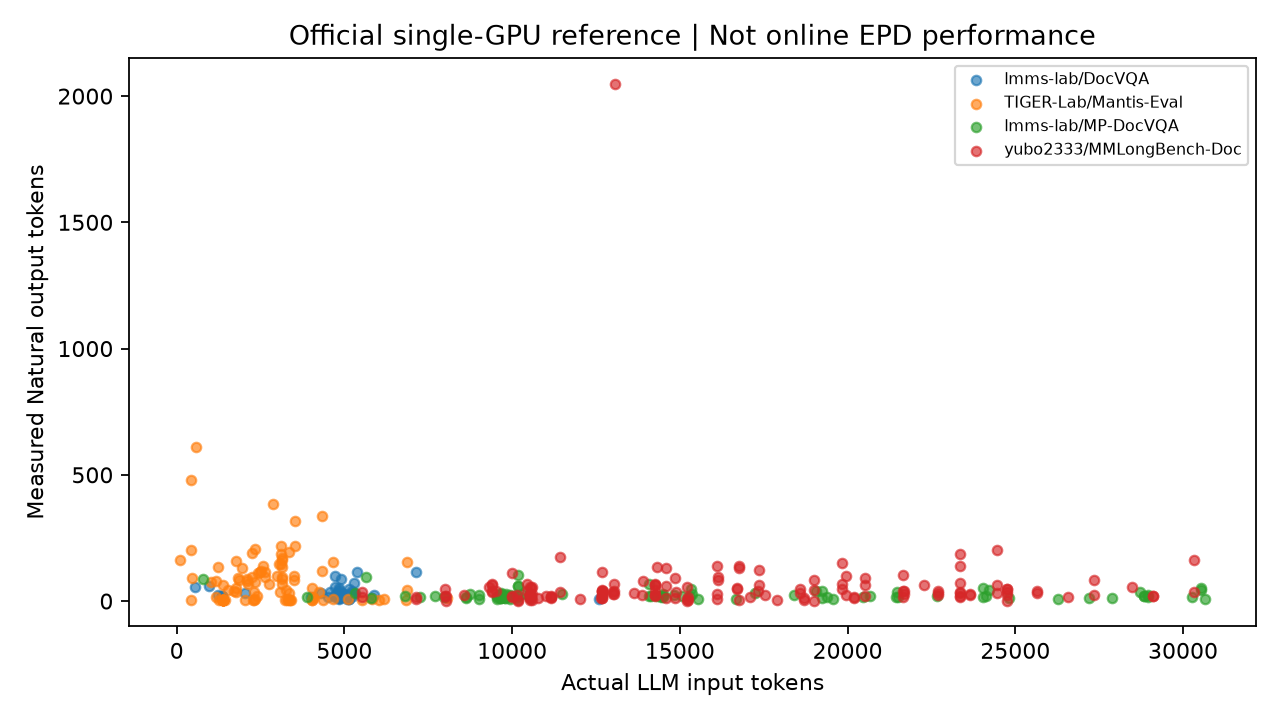 Official single-GPU reference | Not online EPD performance
Measured Natural output tokens
2000
1500
1000
500
0
lmms-lab/DocVQA
TIGER-Lab/Mantis-Eval
lmms-lab/MP-DocVQA
yubo2333/MMLongBench-Doc
0
5000
10000
15000
20000
25000
30000
Actual LLM input tokens